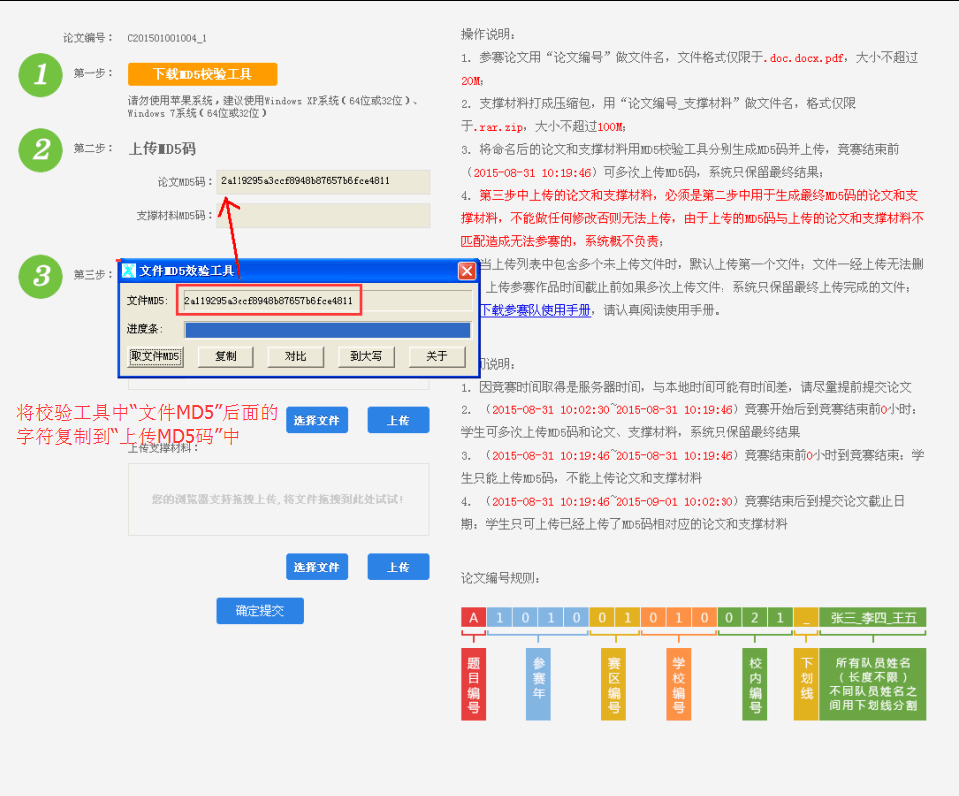 论文编号： C201501001004_1
1
第一步：
下载MD5校验工具
请勿使用苹果系统，建议使用Windows XP系统（64位或32位）、
Windows 7系统（64位或32位）
2
第二步：
上传MD5码
论文MD5码： 2a119295a3ccf8948b87657b6fce4811
支撑材料MD5码：
3
第三步：
文件MD5效验工具
文件MD5: 2a119295a3ccf8948b87657b6fce4811
进度条:
取文件MD5 复制 对比 到大写 关于
将校验工具中“文件MD5”后面的
字符复制到“上传MD5码”中
选择文件 上传
上传支撑材料：
您的浏览器支持拖拽上传,将文件拖拽到此处试试!
选择文件 上传
确定提交
操作说明：
1. 参赛论文用“论文编号”做文件名，文件格式仅限于.doc.docx.pdf，大小不超过
20M；
2. 支撑材料打成压缩包，用“论文编号_支撑材料”做文件名，格式仅限
于.rar.zip，大小不超过100M；
3. 将命名后的论文和支撑材料用MD5校验工具分别生成MD5码并上传，竞赛结束前
（2015-08-31 10:19:46）可多次上传MD5码，系统只保留最终结果；
4. 第三步中上传的论文和支撑材料，必须是第二步中用于生成最终MD5码的论文和支
撑材料，不能做任何修改否则无法上传，由于上传的MD5码与上传的论文和支撑材料不
匹配造成无法参赛的，系统概不负责；
当上传列表中包含多个未上传文件时，默认上传第一个文件；文件一经上传无法删
上传参赛作品时间截止前如果多次上传文件，系统只保留最终上传完成的文件；
下载参赛队使用手册，请认真阅读使用手册。
说明：
1. 因竞赛时间取得是服务器时间，与本地时间可能有时间差，请尽量提前提交论文
2. （2015-08-31 10:02:30~2015-08-31 10:19:46）竞赛开始后到竞赛结束前0小时：
学生可多次上传MD5码和论文、支撑材料，系统只保留最终结果
3. （2015-08-31 10:19:46~2015-08-31 10:19:46）竞赛结束前0小时到竞赛结束：学
生只能上传MD5码，不能上传论文和支撑材料
4. （2015-08-31 10:19:46~2015-09-01 10:02:30）竞赛结束后到提交论文截止日
期：学生只可上传已经上传了MD5码相对应的论文和支撑材料
论文编号规则：
A 1 0 1 0 0 1 0 1 0 0 2 1 _ 张三_李四_王五
题目编号
参赛年
赛区编号
学校编号
校内编号
下划线
所有队员姓名
（长度不限）
不同队员姓名之
间用下划线分割